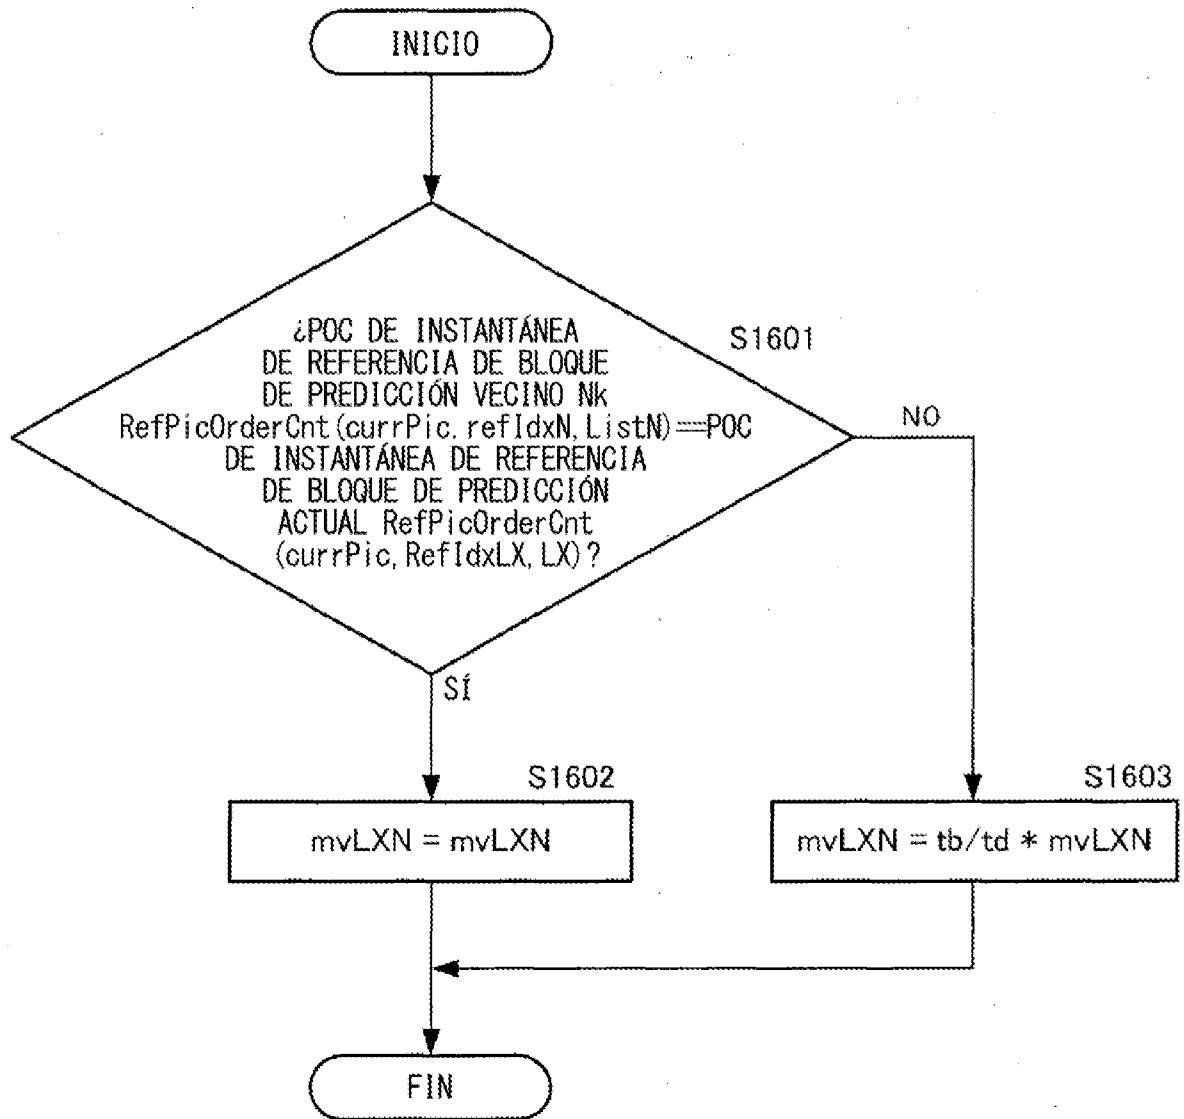 INICIO
¿POC DE INSTANTÁNEA
DE REFERENCIA DE BLOQUE
DE PREDICCIÓN VECINO Nk
RefPicOrderCnt(currPic.refIdxN,ListN)==POC
DE INSTANTÁNEA DE REFERENCIA
DE BLOQUE DE PREDICCIÓN
ACTUAL RefPicOrderCnt
(currPic,RefIdxLX,LX)?
S1601
NO
SÍ
S1602
mvLXN = mvLXN
S1603
mvLXN = tb/td * mvLXN
FIN